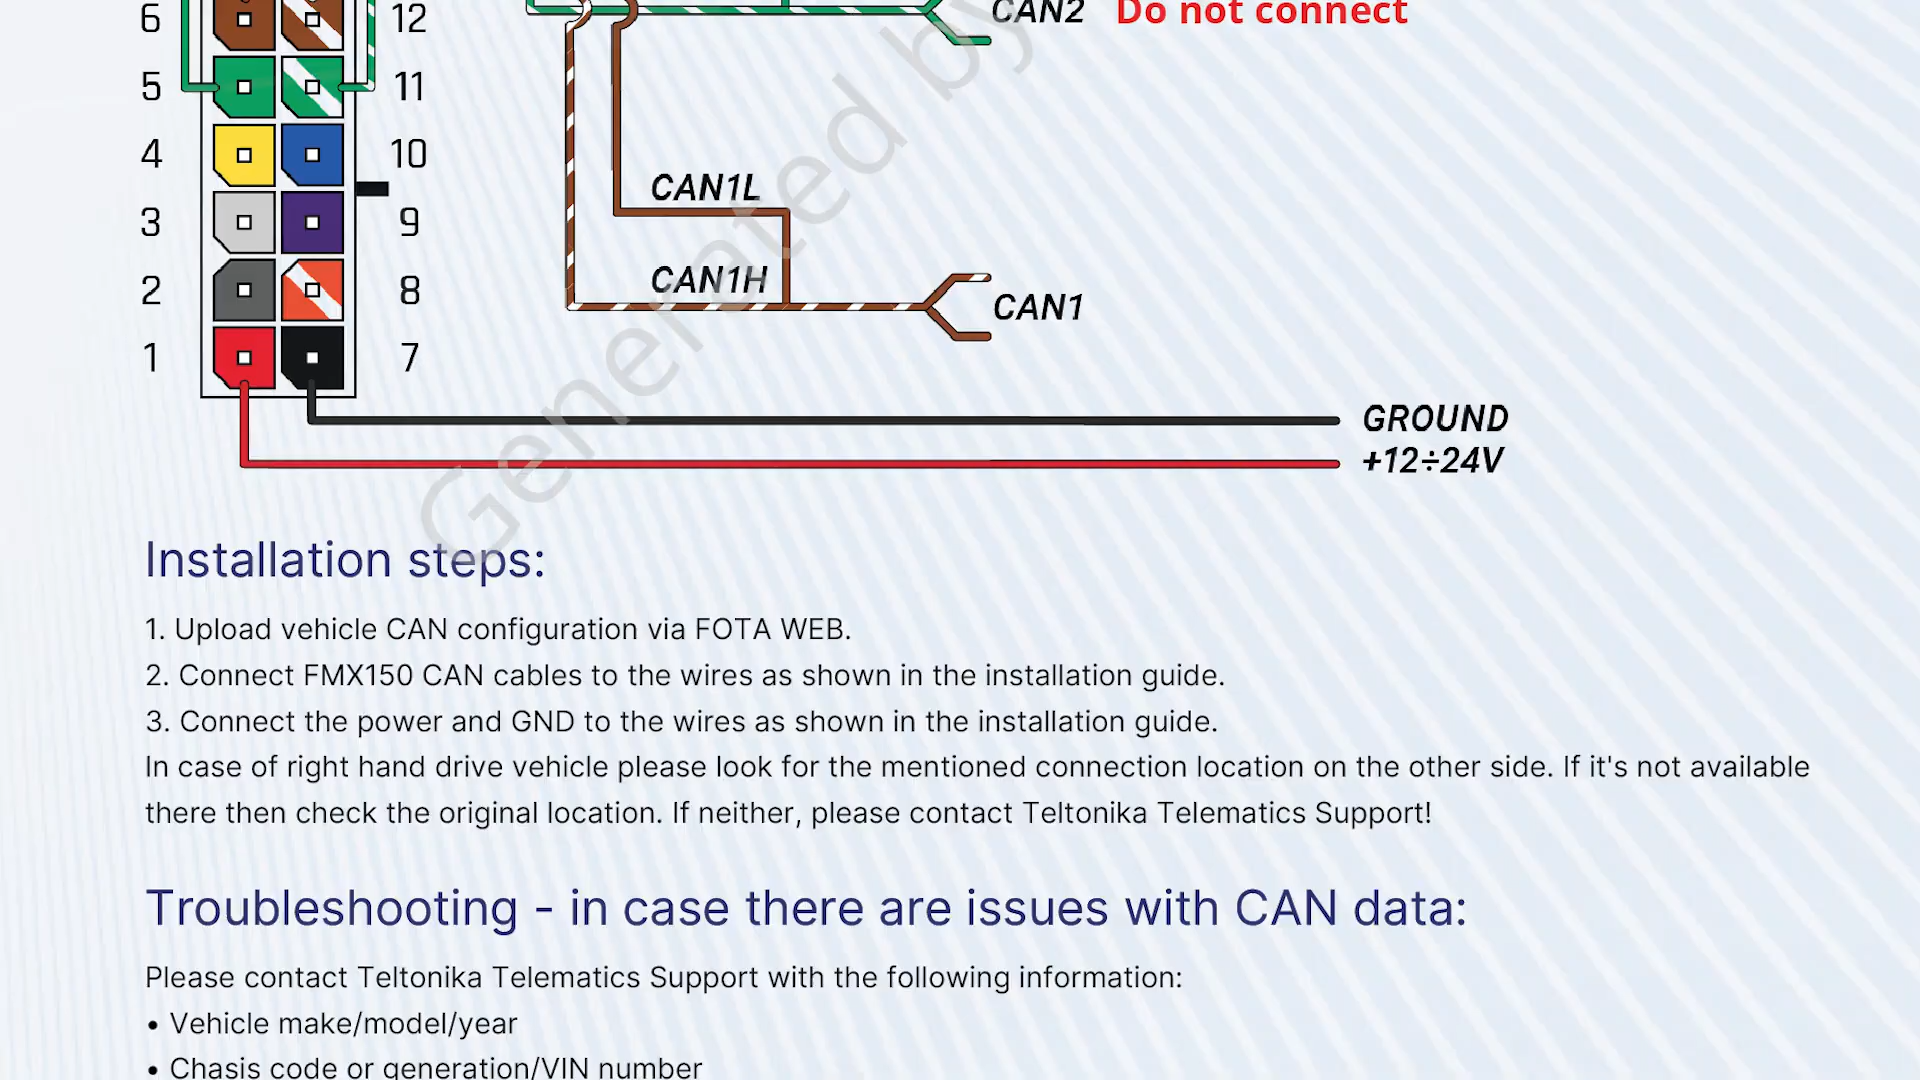 6 12 CAN2 Do not connect
5 11
4 10
CAN1L
3 9
CAN1H
2 8
CAN1
1 7
GROUND
+12÷24V
Generated by
Installation steps:
1. Upload vehicle CAN configuration via FOTA WEB.
2. Connect FMX150 CAN cables to the wires as shown in the installation guide.
3. Connect the power and GND to the wires as shown in the installation guide.
In case of right hand drive vehicle please look for the mentioned connection location on the other side. If it's not available
there then check the original location. If neither, please contact Teltonika Telematics Support!
Troubleshooting - in case there are issues with CAN data:
Please contact Teltonika Telematics Support with the following information:
• Vehicle make/model/year
• Chasis code or generation/VIN number